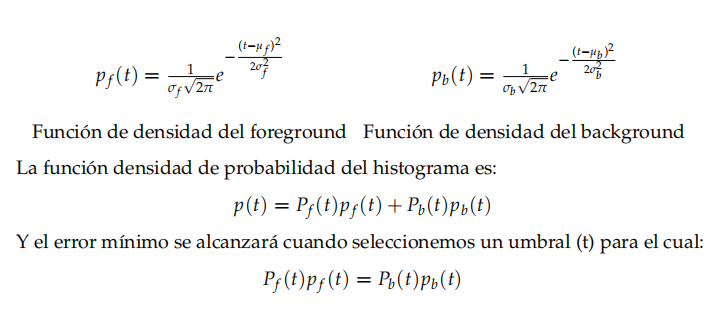 p_f(t) = \frac{1}{\sigma_f\sqrt{2\pi}} e^{-\frac{(t-\mu_f)^2}{2\sigma_f^2}} p_b(t) = \frac{1}{\sigma_b\sqrt{2\pi}} e^{-\frac{(t-\mu_b)^2}{2\sigma_b^2}}
Función de densidad del foreground Función de densidad del background
La función densidad de probabilidad del histograma es:
p(t) = P_f(t)p_f(t) + P_b(t)p_b(t)
Y el error mínimo se alcanzará cuando seleccionemos un umbral (t) para el cual:
P_f(t)p_f(t) = P_b(t)p_b(t)